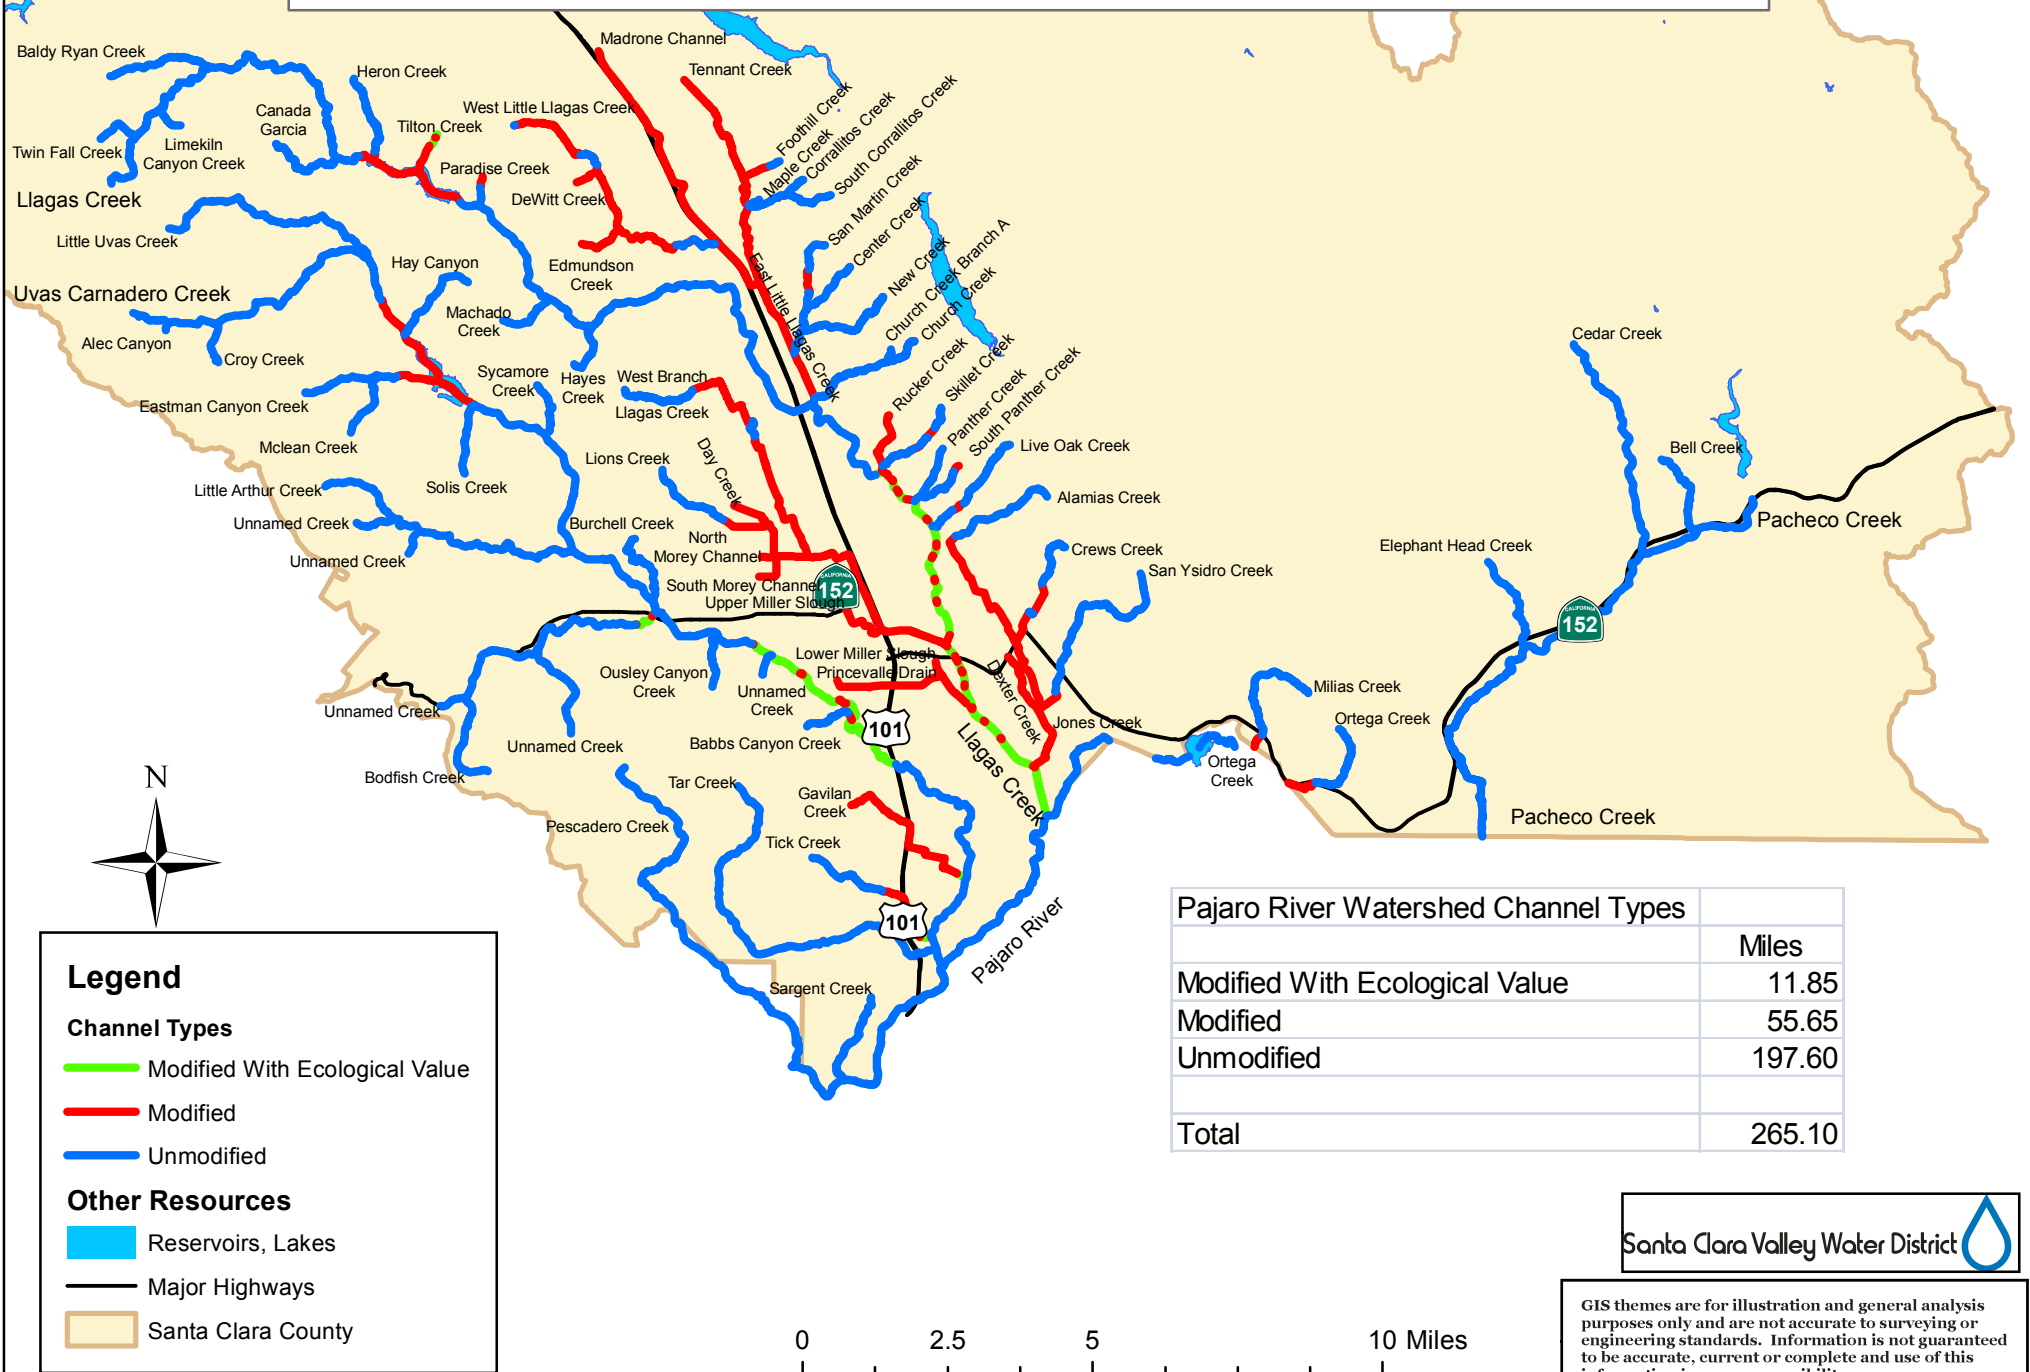 Madrone Channel
Baldy Ryan Creek
Heron Creek
Tennant Creek
West Little Llagas Creek
Foothill Creek
Maple Creek
Corrallitos Creek
South Corrallitos Creek
Canada
Garcia
Tilton Creek
Twin Fall Creek
Limekiln
Canyon Creek
Paradise Creek
DeWitt Creek
Llagas Creek
San Martin Creek
Center Creek
New Creek
Church Creek Branch A
Church Creek
Little Uvas Creek
Hay Canyon
Edmundson
Creek
East Little Llagas Creek
Uvas Carnadero Creek
Machado
Creek
Alec Canyon
Croy Creek
Sycamore
Creek
Hayes
Creek
West Branch
Llagas Creek
Rucker Creek
Skillet Creek
Panther Creek
South Panther Creek
Cedar Creek
Eastman Canyon Creek
Mclean Creek
Live Oak Creek
Bell Creek
Lions Creek
Day Creek
Little Arthur Creek
Solis Creek
Alamias Creek
Unnamed Creek
Burchell Creek
Pacheco Creek
North
Morey Channel
Unnamed Creek
Crews Creek
Elephant Head Creek
San Ysidro Creek
South Morey Channel
CALIFORNIA
152
Upper Miller Slough
CALIFORNIA
152
Lower Miller Slough
Princevalle Drain
Ousley Canyon
Creek
Unnamed
Creek
Dexter Creek
Milias Creek
Unnamed Creek
Ortega Creek
Jones Creek
101
Unnamed Creek
Babbs Canyon Creek
Llagas Creek
Ortega
Creek
N
Bodfish Creek
Tar Creek
Gavilan
Creek
Pescadero Creek
Pacheco Creek
Tick Creek
101
Pajaro River
Sargent Creek
Pajaro River Watershed Channel Types
Miles
Modified With Ecological Value 11.85
Modified 55.65
Unmodified 197.60
Total 265.10
Legend
Channel Types
Modified With Ecological Value
Modified
Unmodified
Other Resources
Reservoirs, Lakes
Major Highways
Santa Clara County
Santa Clara Valley Water District
0 2.5 5 10 Miles
GIS themes are for illustration and general analysis
purposes only and are not accurate to surveying or
engineering standards. Information is not guaranteed
to be accurate, current or complete and use of this